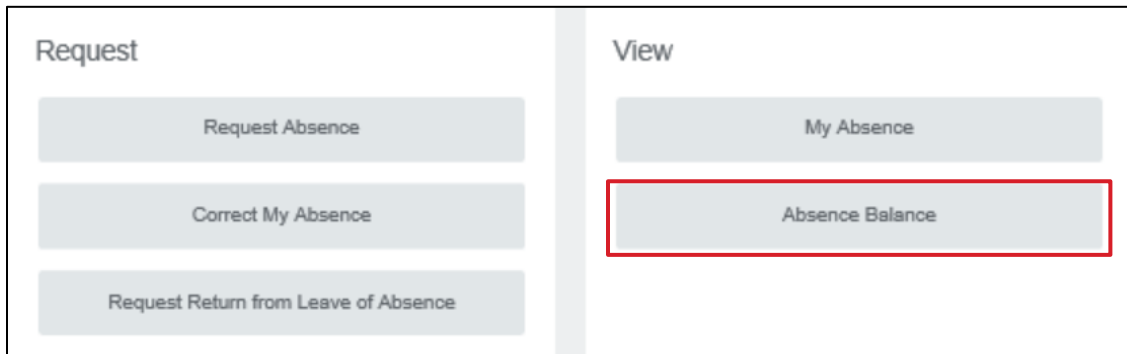 Request
Request Absence
Correct My Absence
Request Return from Leave of Absence
View
My Absence
Absence Balance